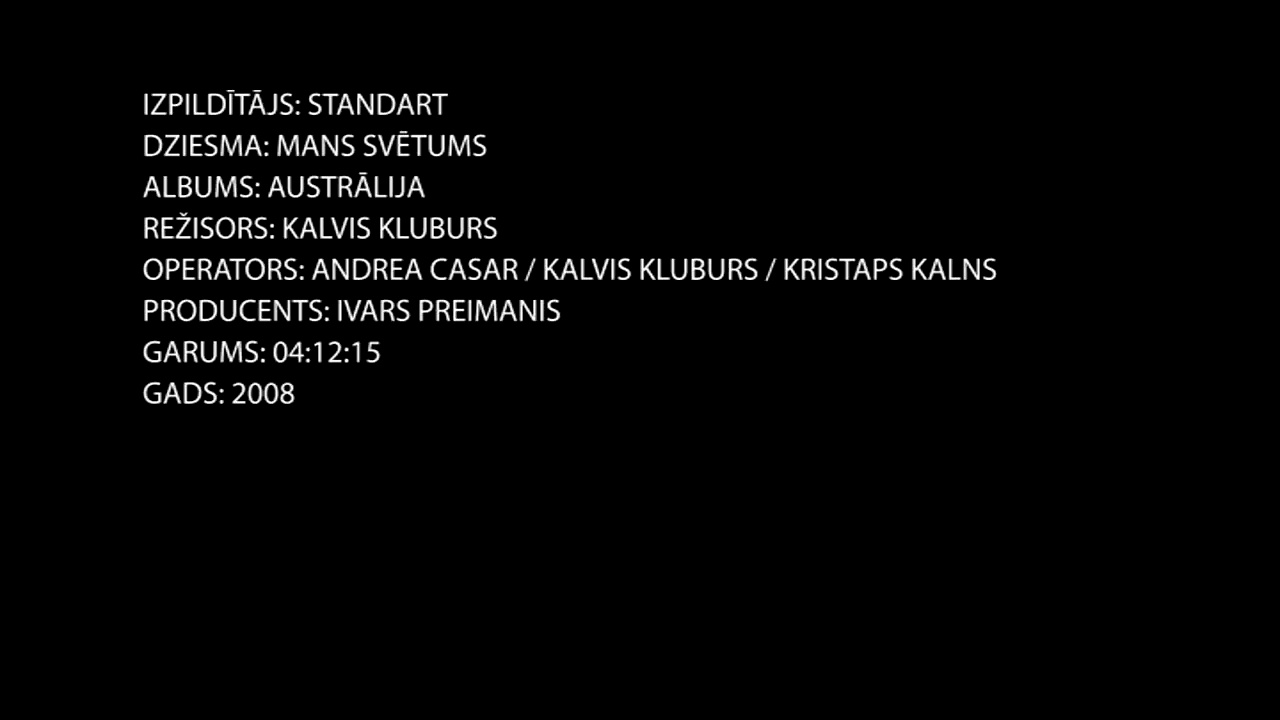 IZPILDĪTĀJS: STANDART
DZIESMA: MANS SVĒTUMS
ALBUMS: AUSTRĀLIJA
REŽISORS: KALVIS KLUBURS
OPERATORS: ANDREA CASAR / KALVIS KLUBURS / KRISTAPS KALNS
PRODUCENTS: IVARS PREIMANIS
GARUMS: 04:12:15
GADS: 2008